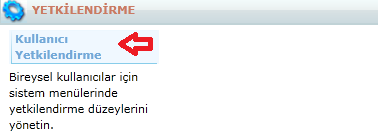 YETKİLENDİRME
Kullanıcı
Yetkilendirme
Bireysel kullanıcılar için
sistem menülerinde
yetkilendirme düzeylerini
yönetin.